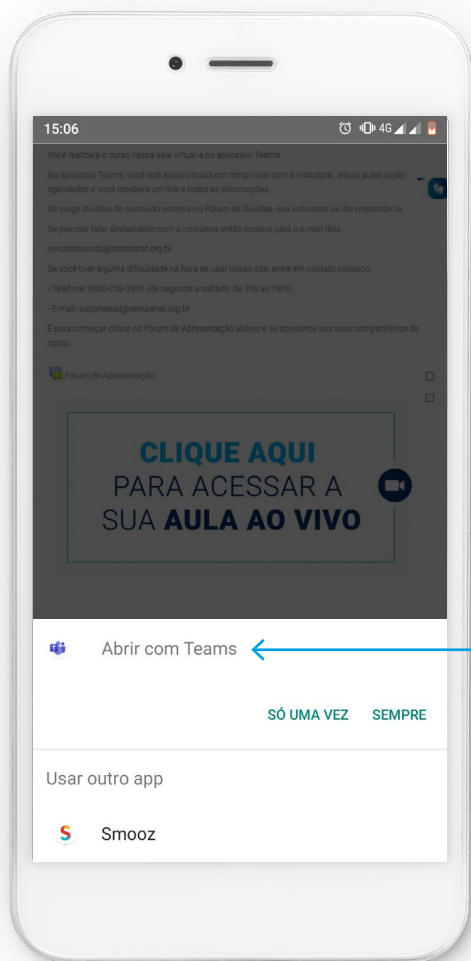 15:06
4G
Você realizará o curso nessa sala virtual e no aplicativo Teams.
No aplicativo Teams, você terá aulas virtuais em tempo real com a instrutora, essas aulas serão
agendadas e você receberá um link e todas as informações.
Se surgir dúvidas de conteúdo escreva no Fórum de Dúvidas, sua instrutora vai lhe responder lá.
Se precisar falar diretamente com a instrutora então escreva para o e-mail dela
veruschasouza@sestsenat.org.br
Se você tiver alguma dificuldade na hora de usar nosso site, entre em contato conosco:
- Telefone: 0800-728-2891 (de segunda a sábado, de 7hs às 19hs)
- E-mail: suporteead@sestsenat.org.br
E para começar clique no Fórum de Apresentação abaixo e se apresente aos seus companheiros de
curso.
Fórum de Apresentação
CLIQUE AQUI
PARA ACESSAR A
SUA AULA AO VIVO
Abrir com Teams
SÓ UMA VEZ SEMPRE
Usar outro app
S Smooz